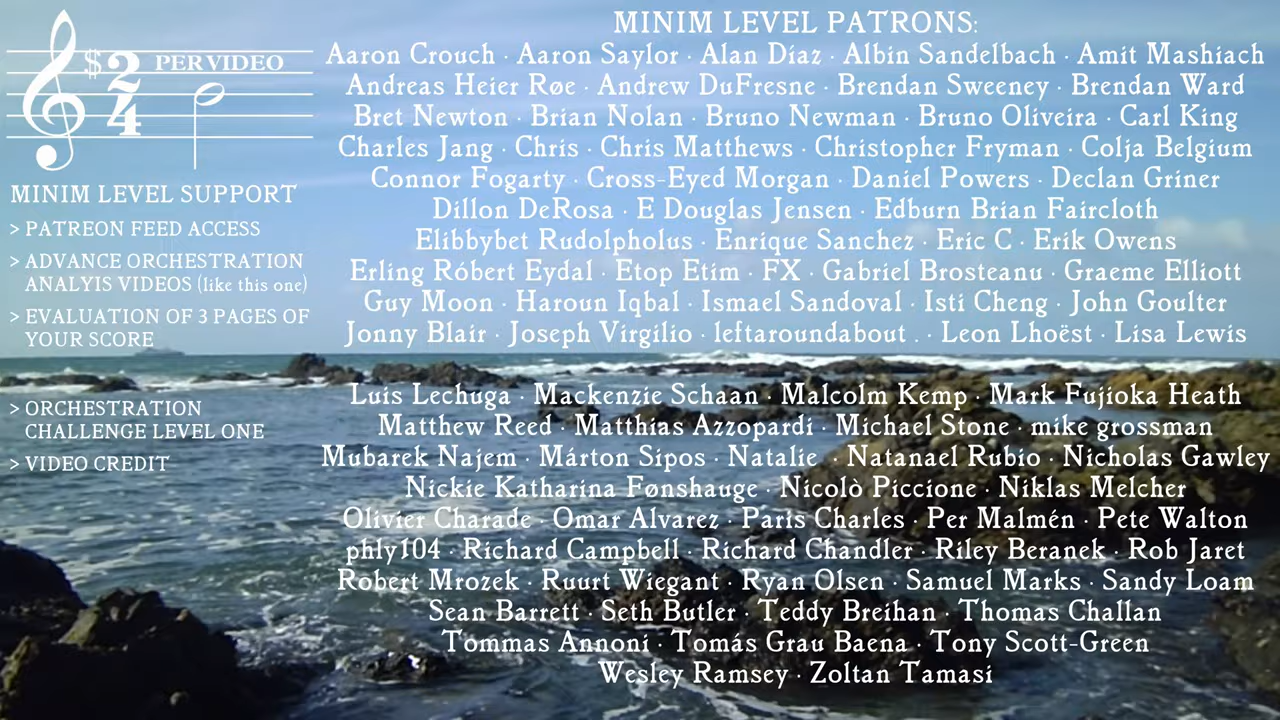 $ 2 4 PER VIDEO
MINIM LEVEL SUPPORT
> PATREON FEED ACCESS
> ADVANCE ORCHESTRATION
ANALYIS VIDEOS (like this one)
> EVALUATION OF 3 PAGES OF
YOUR SCORE
> ORCHESTRATION
CHALLENGE LEVEL ONE
> VIDEO CREDIT
MINIM LEVEL PATRONS:
Aaron Crouch · Aaron Saylor · Alan Díaz · Albin Sandelbach · Amit Mashiach
Andreas Heier Røe · Andrew DuFresne · Brendan Sweeney · Brendan Ward
Bret Newton · Brian Nolan · Bruno Newman · Bruno Oliveira · Carl King
Charles Jang · Chris · Chris Matthews · Christopher Fryman · Colja Belgium
Connor Fogarty · Cross-Eyed Morgan · Daniel Powers · Declan Griner
Dillon DeRosa · E Douglas Jensen · Edburn Brian Faircloth
Elibbybet Rudolpholus · Enrique Sanchez · Eric C · Erik Owens
Erling Róbert Eydal · Etop Etim · FX · Gabriel Brosteanu · Graeme Elliott
Guy Moon · Haroun Iqbal · Ismael Sandoval · Isti Cheng · John Goulter
Jonny Blair · Joseph Virgilio · leftaroundabout . · Leon Lhoëst · Lisa Lewis
Luis Lechuga · Mackenzie Schaan · Malcolm Kemp · Mark Fujioka Heath
Matthew Reed · Matthias Azzopardi · Michael Stone · mike grossman
Mubarek Najem · Márton Sipos · Natalie · Natanael Rubio · Nicholas Gawley
Nickie Katharina Fønshauge · Nicolò Piccione · Niklas Melcher
Olivier Charade · Omar Alvarez · Paris Charles · Per Malmén · Pete Walton
phly104 · Richard Campbell · Richard Chandler · Riley Beranek · Rob Jaret
Robert Mrozek · Ruurt Wiegant · Ryan Olsen · Samuel Marks · Sandy Loam
Sean Barrett · Seth Butler · Teddy Breihan · Thomas Challan
Tommas Annoni · Tomás Grau Baena · Tony Scott-Green
Wesley Ramsey · Zoltan Tamasi